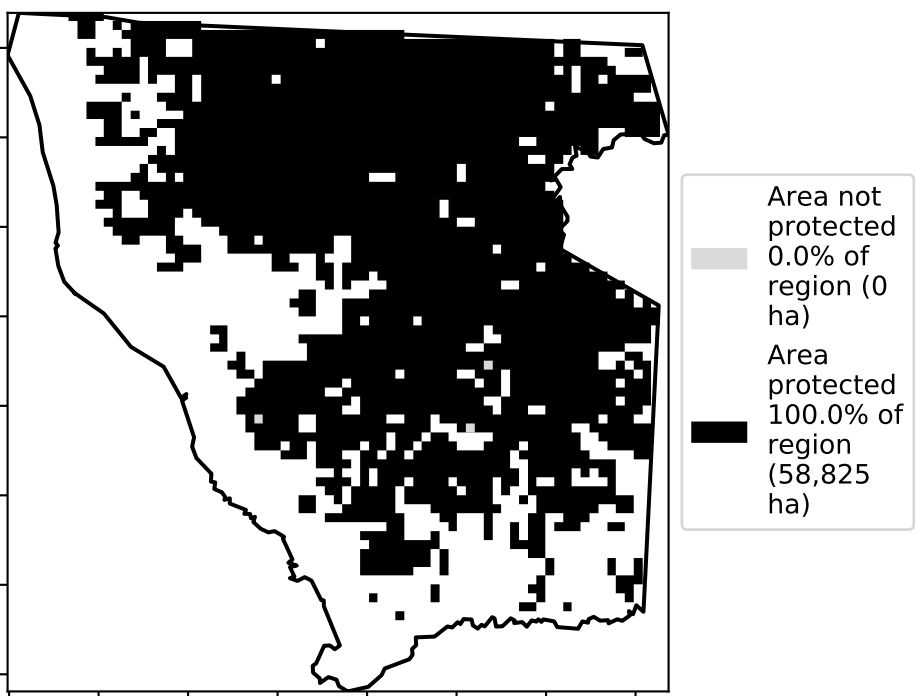 Area not
protected
0.0% of
region (0
ha)
Area
protected
100.0% of
region
(58,825
ha)